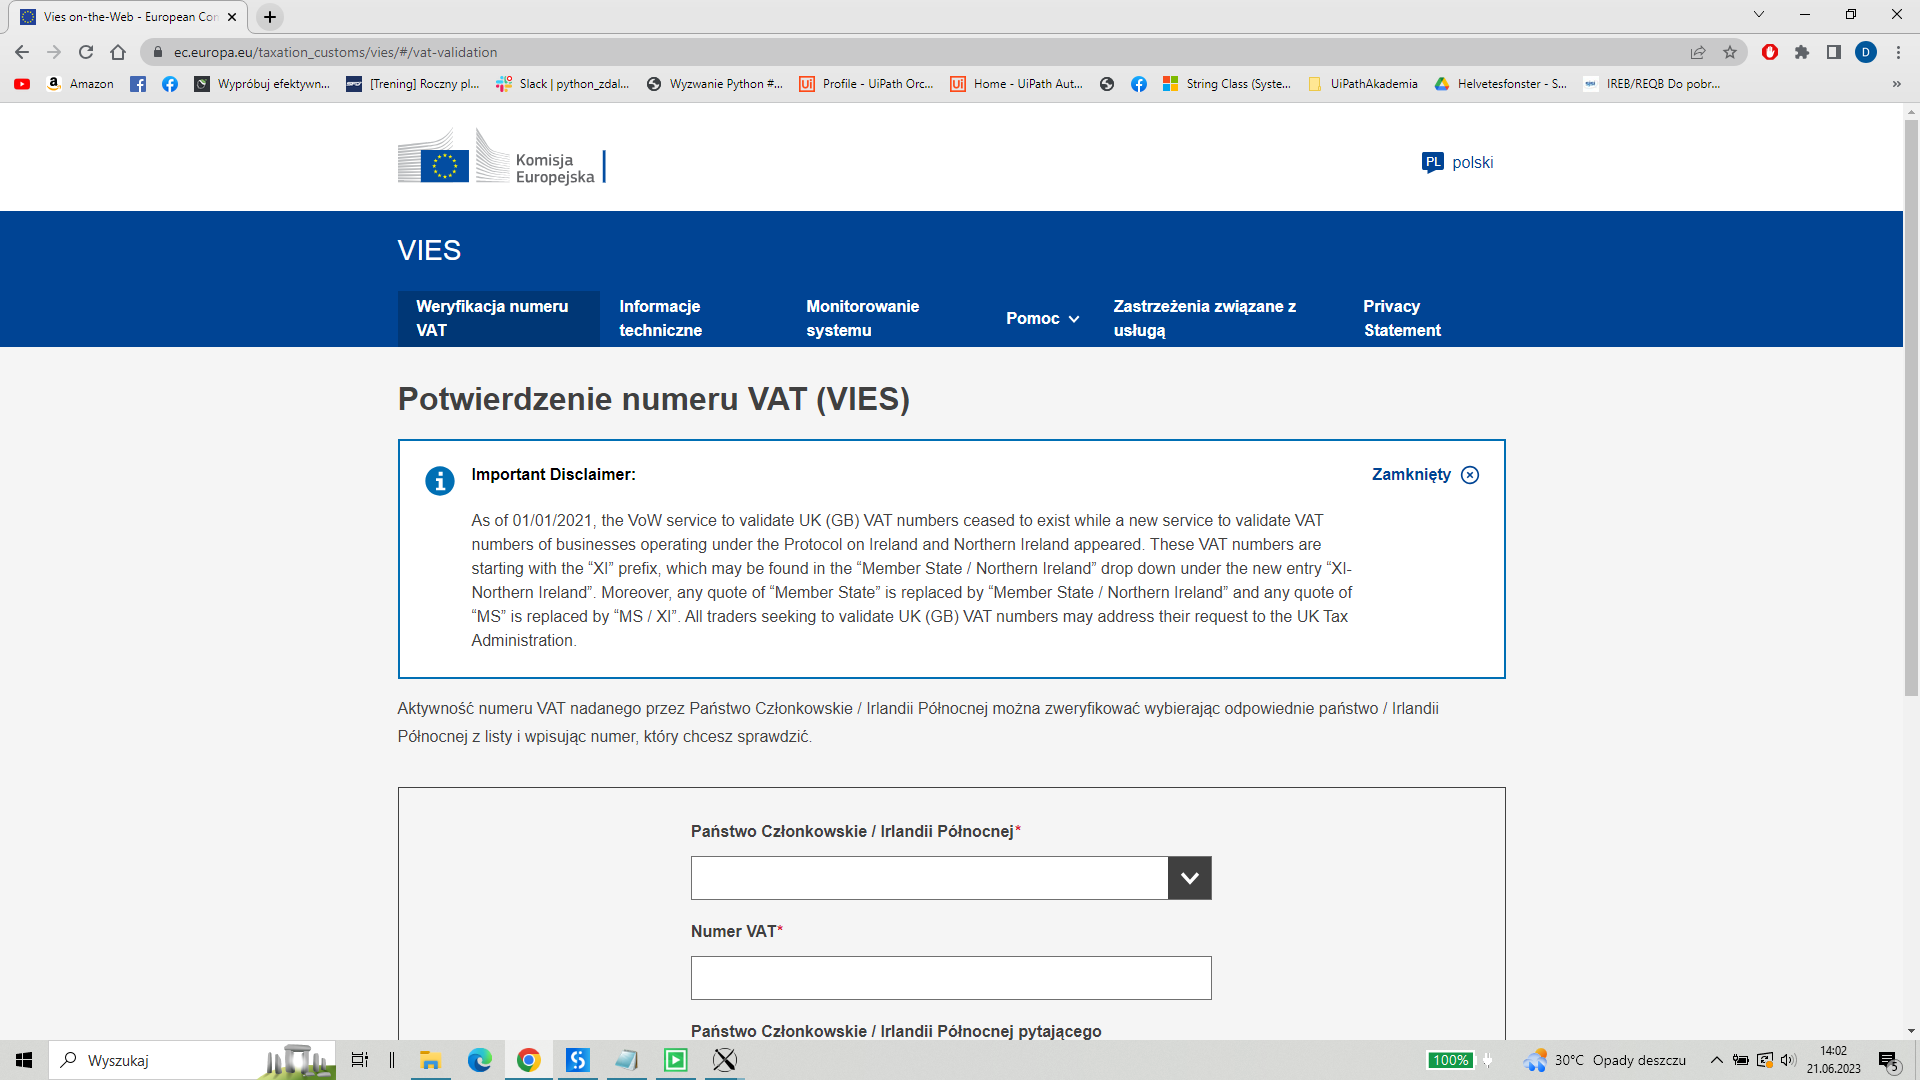 Vies on-the-Web - European Con
ec.europa.eu/taxation_customs/vies/#/vat-validation
D
Amazon
Wypróbuj efektywn...
[Trening] Roczny pl...
Slack | python_zdal...
Wyzwanie Python #...
Profile - UiPath Orc...
Home - UiPath Aut...
String Class (Syste...
UiPathAkademia
Helvetesfonster - S...
IREB/REQB Do pobr...
Komisja
Europejska
PL polski
VIES
Weryfikacja numeru
VAT
Informacje
techniczne
Monitorowanie
systemu
Pomoc
Zastrzeżenia związane z
usługą
Privacy
Statement
Potwierdzenie numeru VAT (VIES)
Important Disclaimer:
Zamknięty
As of 01/01/2021, the VoW service to validate UK (GB) VAT numbers ceased to exist while a new service to validate VAT
numbers of businesses operating under the Protocol on Ireland and Northern Ireland appeared. These VAT numbers are
starting with the “XI” prefix, which may be found in the “Member State / Northern Ireland” drop down under the new entry “XI-
Northern Ireland”. Moreover, any quote of “Member State” is replaced by “Member State / Northern Ireland” and any quote of
“MS” is replaced by “MS / XI”. All traders seeking to validate UK (GB) VAT numbers may address their request to the UK Tax
Administration.
Aktywność numeru VAT nadanego przez Państwo Członkowskie / Irlandii Północnej można zweryfikować wybierając odpowiednie państwo / Irlandii
Północnej z listy i wpisując numer, który chcesz sprawdzić.
Państwo Członkowskie / Irlandii Północnej*
Numer VAT*
Państwo Członkowskie / Irlandii Północnej pytającego
Wyszukaj
100%
30°C Opady deszczu
14:02
21.06.2023
5